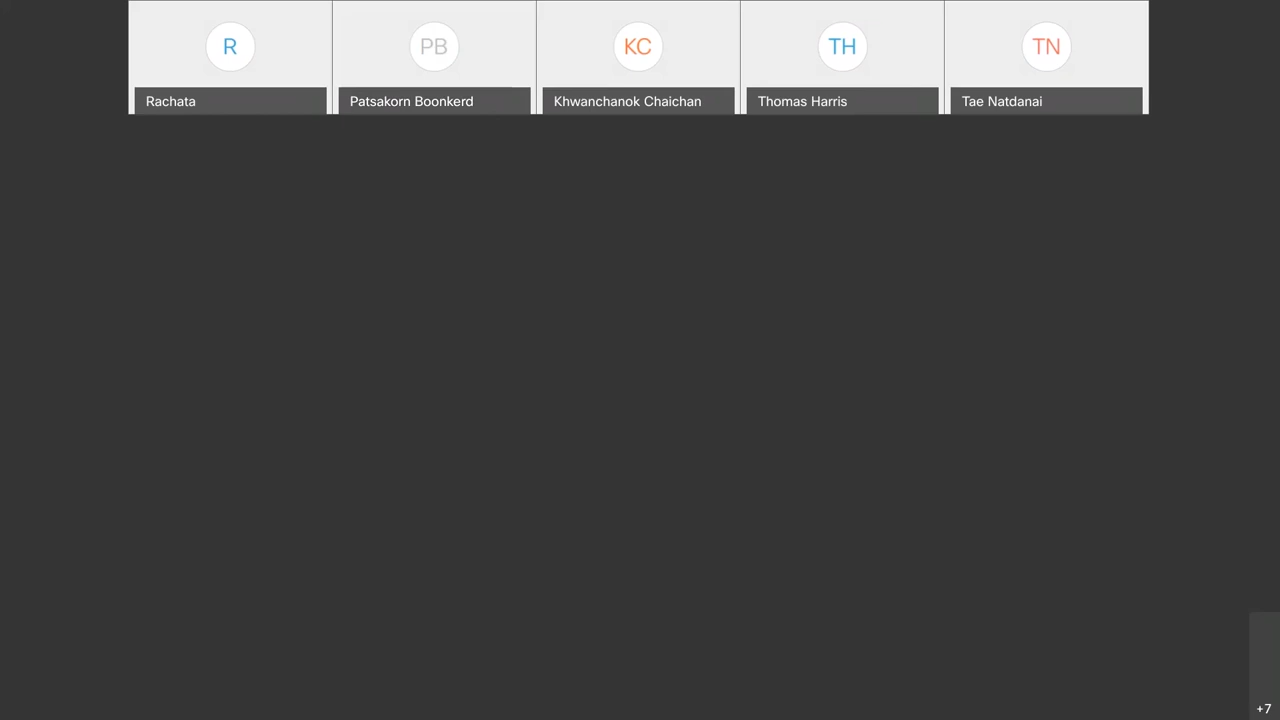 R
PB
KC
TH
TN
Rachata
Patsakorn Boonkerd
Khwanchanok Chaichan
Thomas Harris
Tae Natdanai
+7